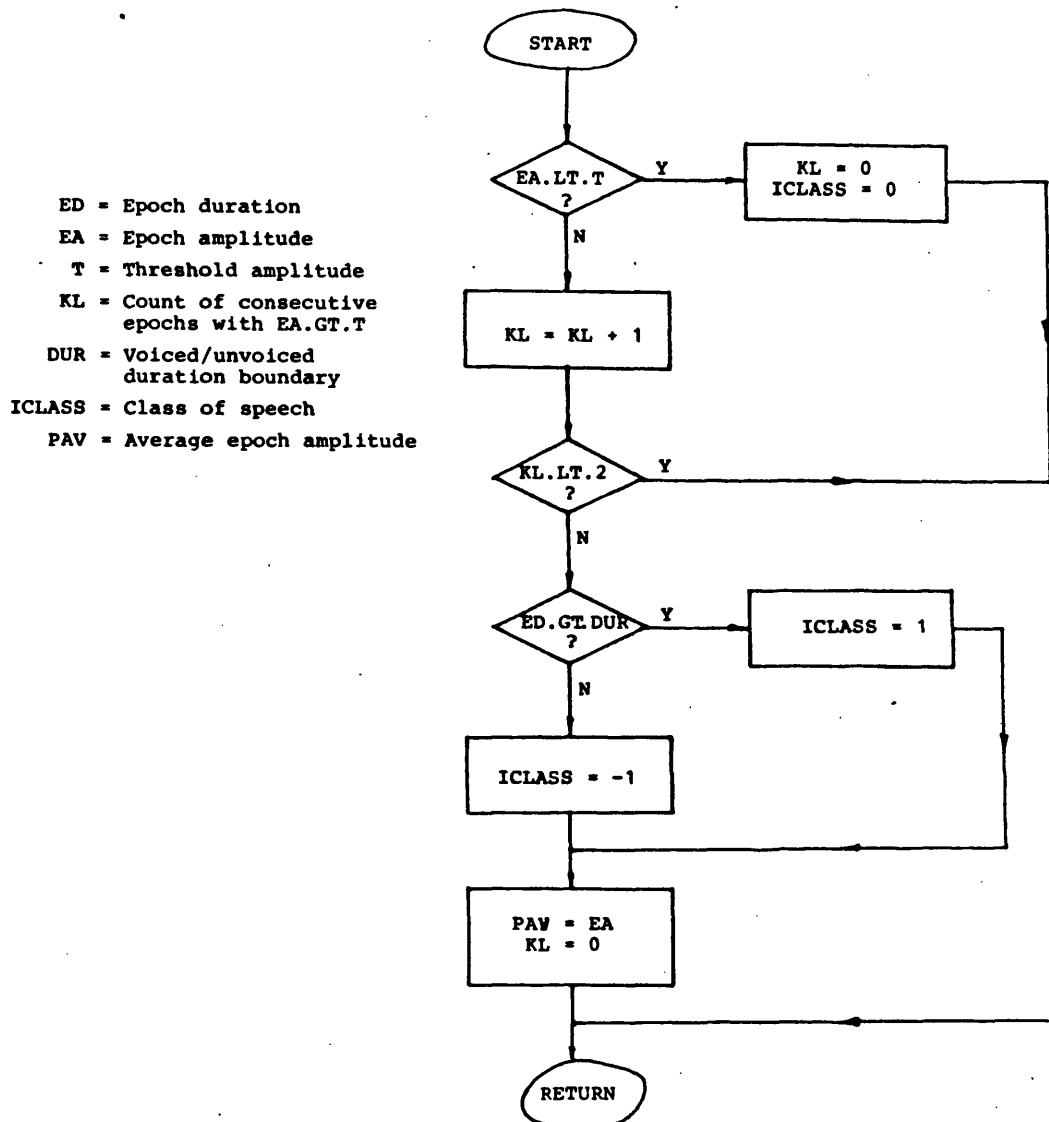 START
EA.LT.T
?
Y
KL = 0
ICLASS = 0
N
ED = Epoch duration
EA = Epoch amplitude
T = Threshold amplitude
KL = Count of consecutive
epochs with EA.GT.T
DUR = Voiced/unvoiced
duration boundary
ICLASS = Class of speech
PAV = Average epoch amplitude
KL = KL + 1
KL.LT.2
?
Y
N
ED.GT.DUR
?
Y
ICLASS = 1
N
ICLASS = -1
PAV = EA
KL = 0
RETURN